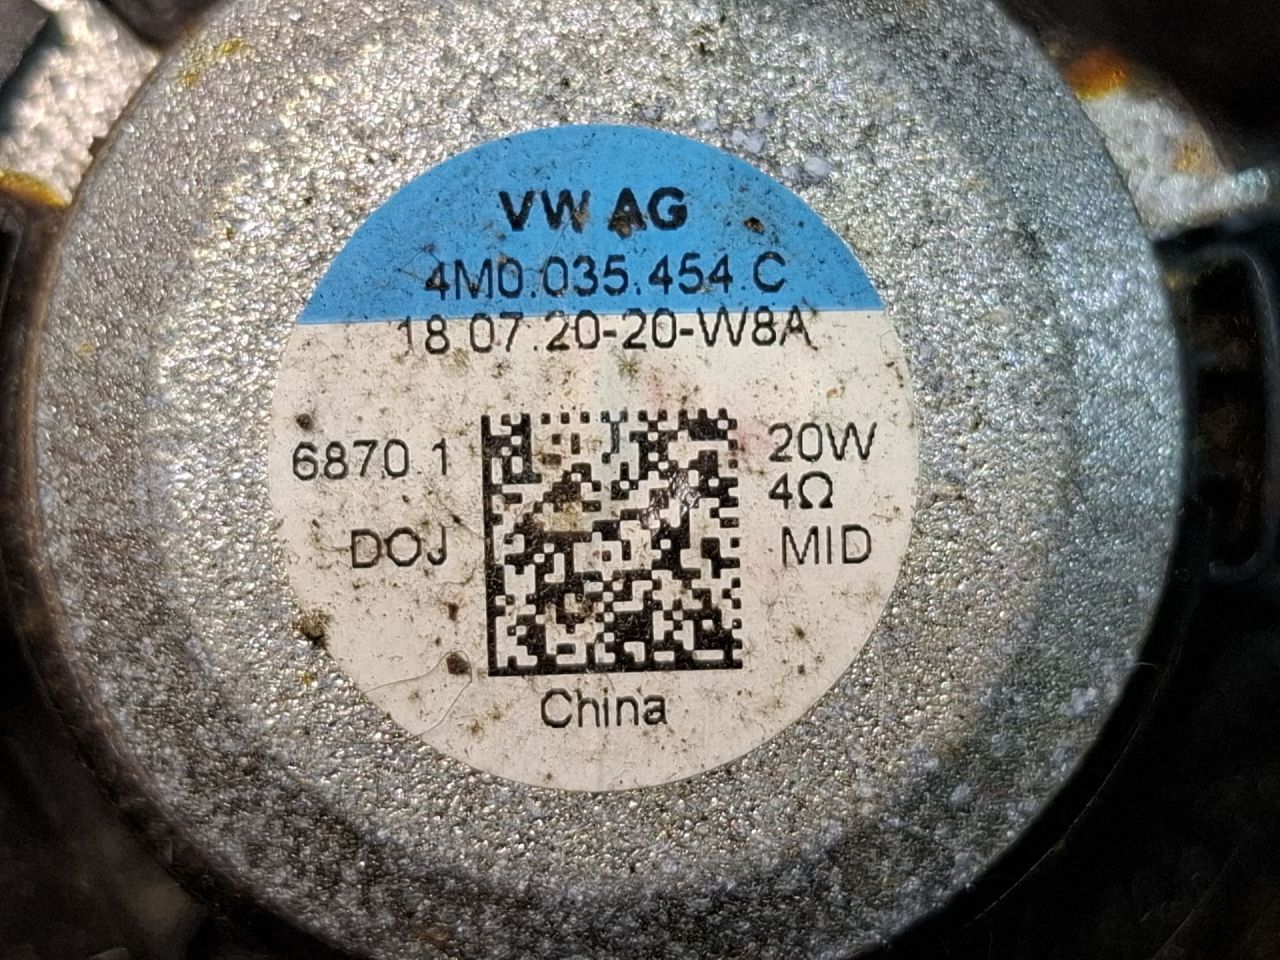 VW AG
4M0.035.454.C
18.07.20-20-W8A
6870 1
20W
4Ω
DOJ
MID
China